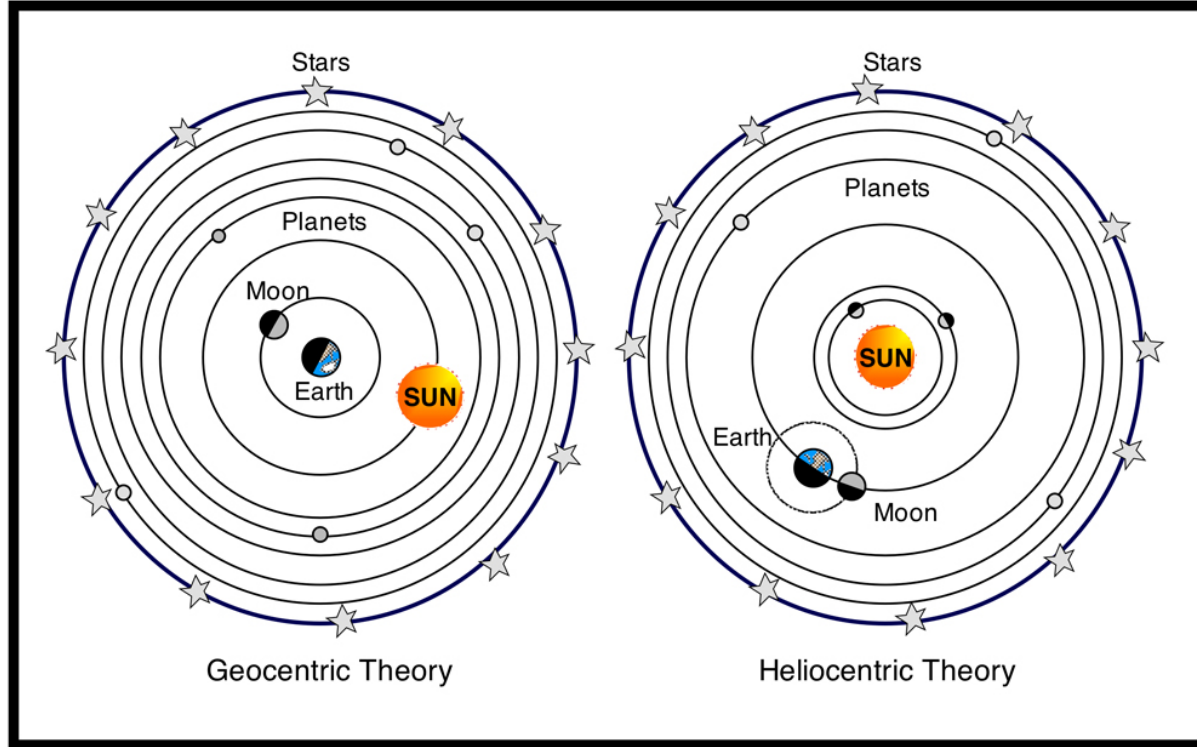 Stars
Planets
Moon
Earth
SUN
Geocentric Theory
Stars
Planets
SUN
Earth
Moon
Heliocentric Theory